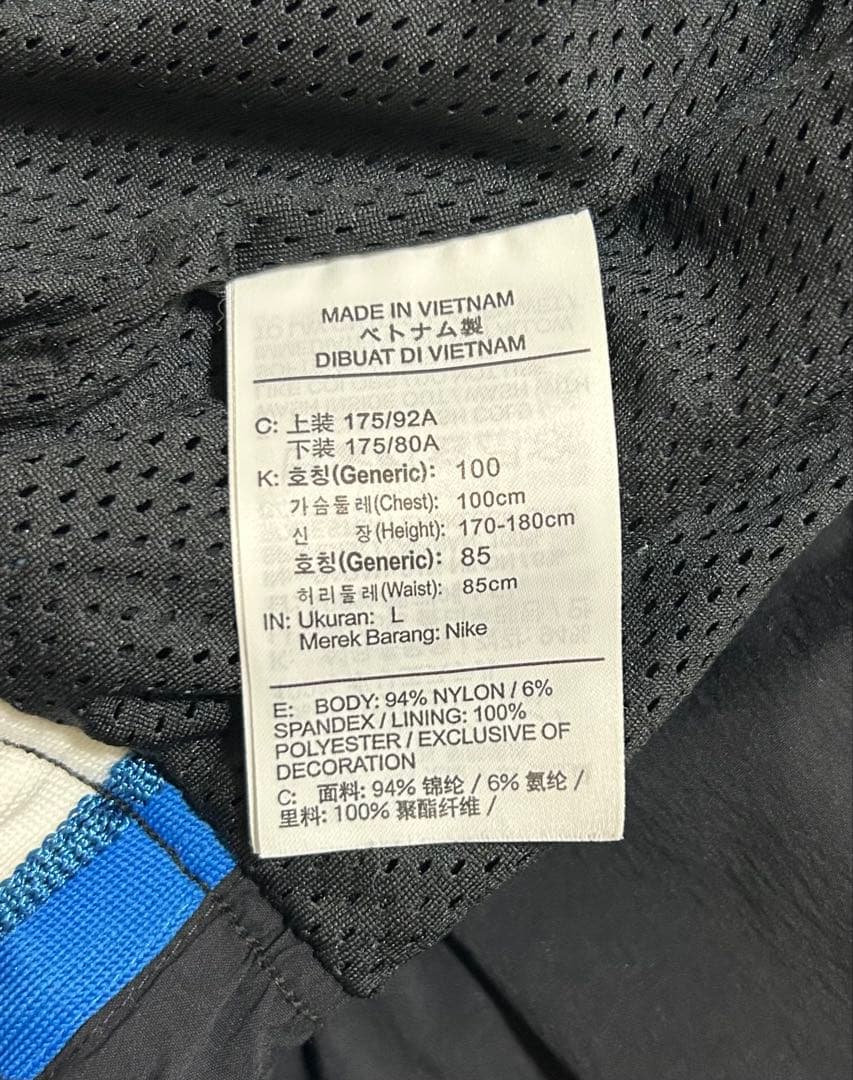 MADE IN VIETNAM
ベトナム製
DIBUAT DI VIETNAM
C: 上装 175/92A
下装 175/80A
K: 호칭(Generic): 100
가슴둘레(Chest): 100cm
신 장(Height): 170-180cm
호칭(Generic): 85
허리둘레(Waist): 85cm
IN: Ukuran: L
Merek Barang: Nike
E: BODY: 94% NYLON / 6%
SPANDEX / LINING: 100%
POLYESTER / EXCLUSIVE OF
DECORATION
C: 面料: 94% 锦纶 / 6% 氨纶 /
里料: 100% 聚酯纤维 /